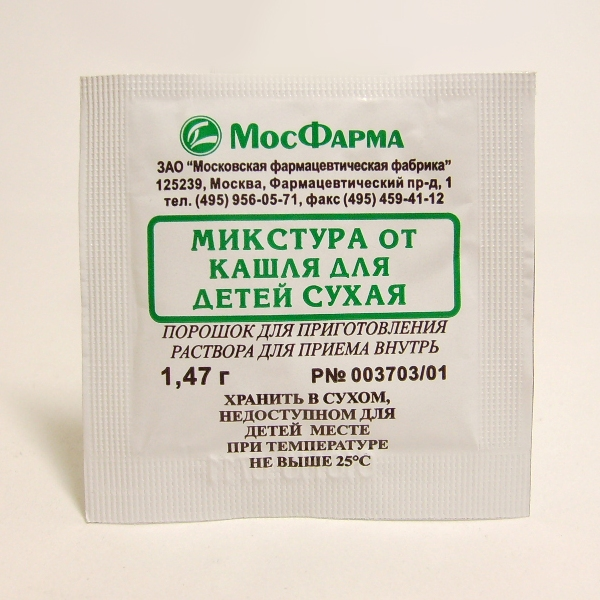 МосФарма
ЗАО "Московская фармацевтическая фабрика"
125239, Москва, Фармацевтический пр-д, 1
тел. (495) 956-05-71, факс (495) 459-41-12
МИКСТУРА ОТ
КАШЛЯ ДЛЯ
ДЕТЕЙ СУХАЯ
ПОРОШОК ДЛЯ ПРИГОТОВЛЕНИЯ
РАСТВОРА ДЛЯ ПРИЕМА ВНУТРЬ
1,47 г РN№ 003703/01
ХРАНИТЬ В СУХОМ,
НЕДОСТУПНОМ ДЛЯ
ДЕТЕЙ МЕСТЕ
ПРИ ТЕМПЕРАТУРЕ
НЕ ВЫШЕ 25°С